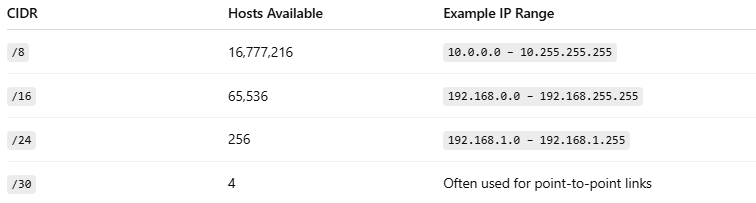 CIDR Hosts Available Example IP Range
/8 16,777,216 10.0.0.0 – 10.255.255.255
/16 65,536 192.168.0.0 – 192.168.255.255
/24 256 192.168.1.0 – 192.168.1.255
/30 4 Often used for point-to-point links